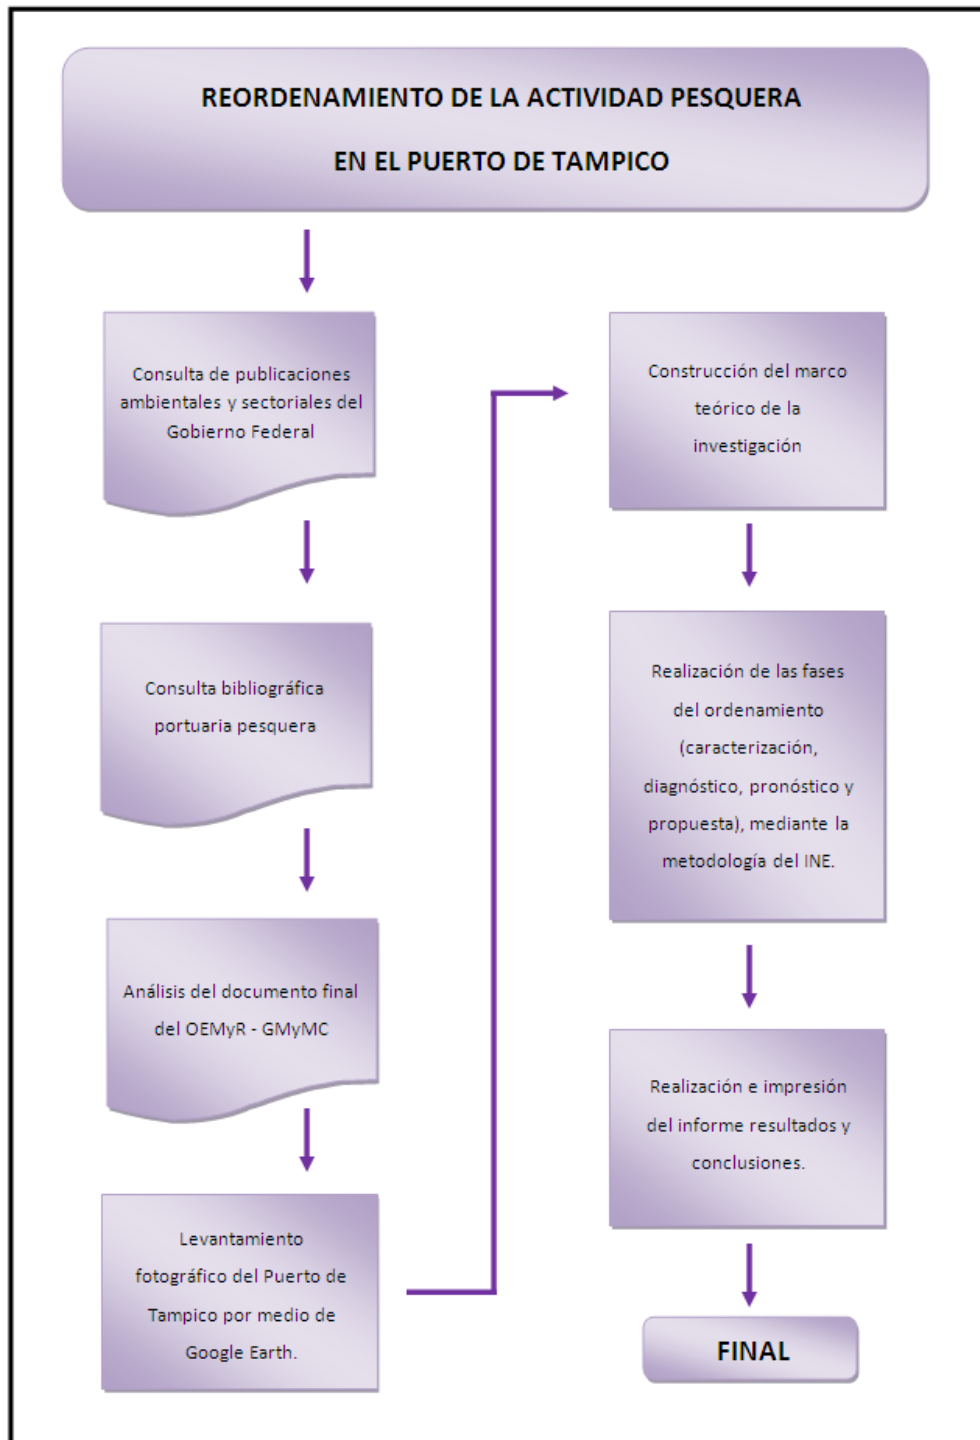 REORDENAMIENTO DE LA ACTIVIDAD PESQUERA
EN EL PUERTO DE TAMPICO
Consulta de publicaciones
ambientales y sectoriales del
Gobierno Federal
Consulta bibliográfica
portuaria pesquera
Análisis del documento final
del OEMyR - GMyMC
Levantamiento
fotográfico del Puerto de
Tampico por medio de
Google Earth.
Construcción del marco
teórico de la
investigación
Realización de las fases
del ordenamiento
(caracterización,
diagnóstico, pronóstico y
propuesta), mediante la
metodología del INE.
Realización e impresión
del informe resultados y
conclusiones.
FINAL